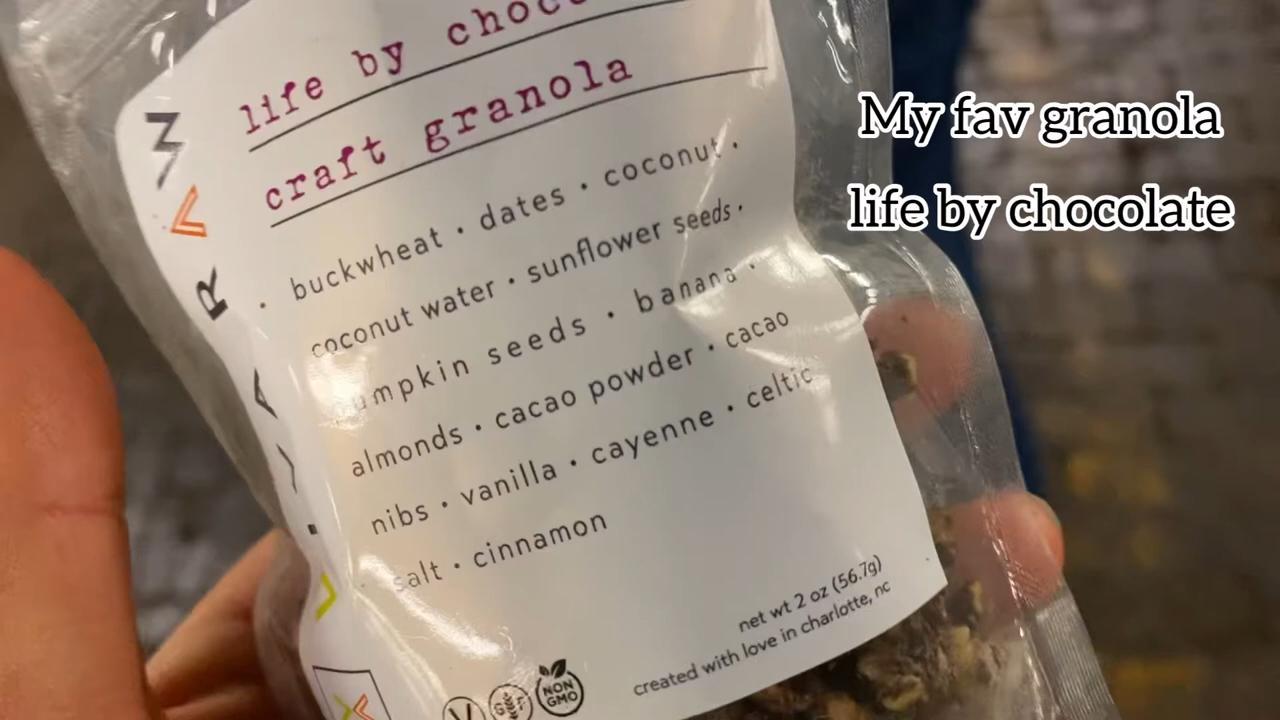 life by choc
craft granola
buckwheat · dates · coconut ·
coconut water · sunflower seeds ·
pumpkin seeds · banana ·
almonds · cacao powder · cacao
nibs · vanilla · cayenne · celtic
salt · cinnamon
net wt 2 oz (56.7g)
created with love in charlotte, nc
V
GF
NON
GMO
My fav granola
life by chocolate